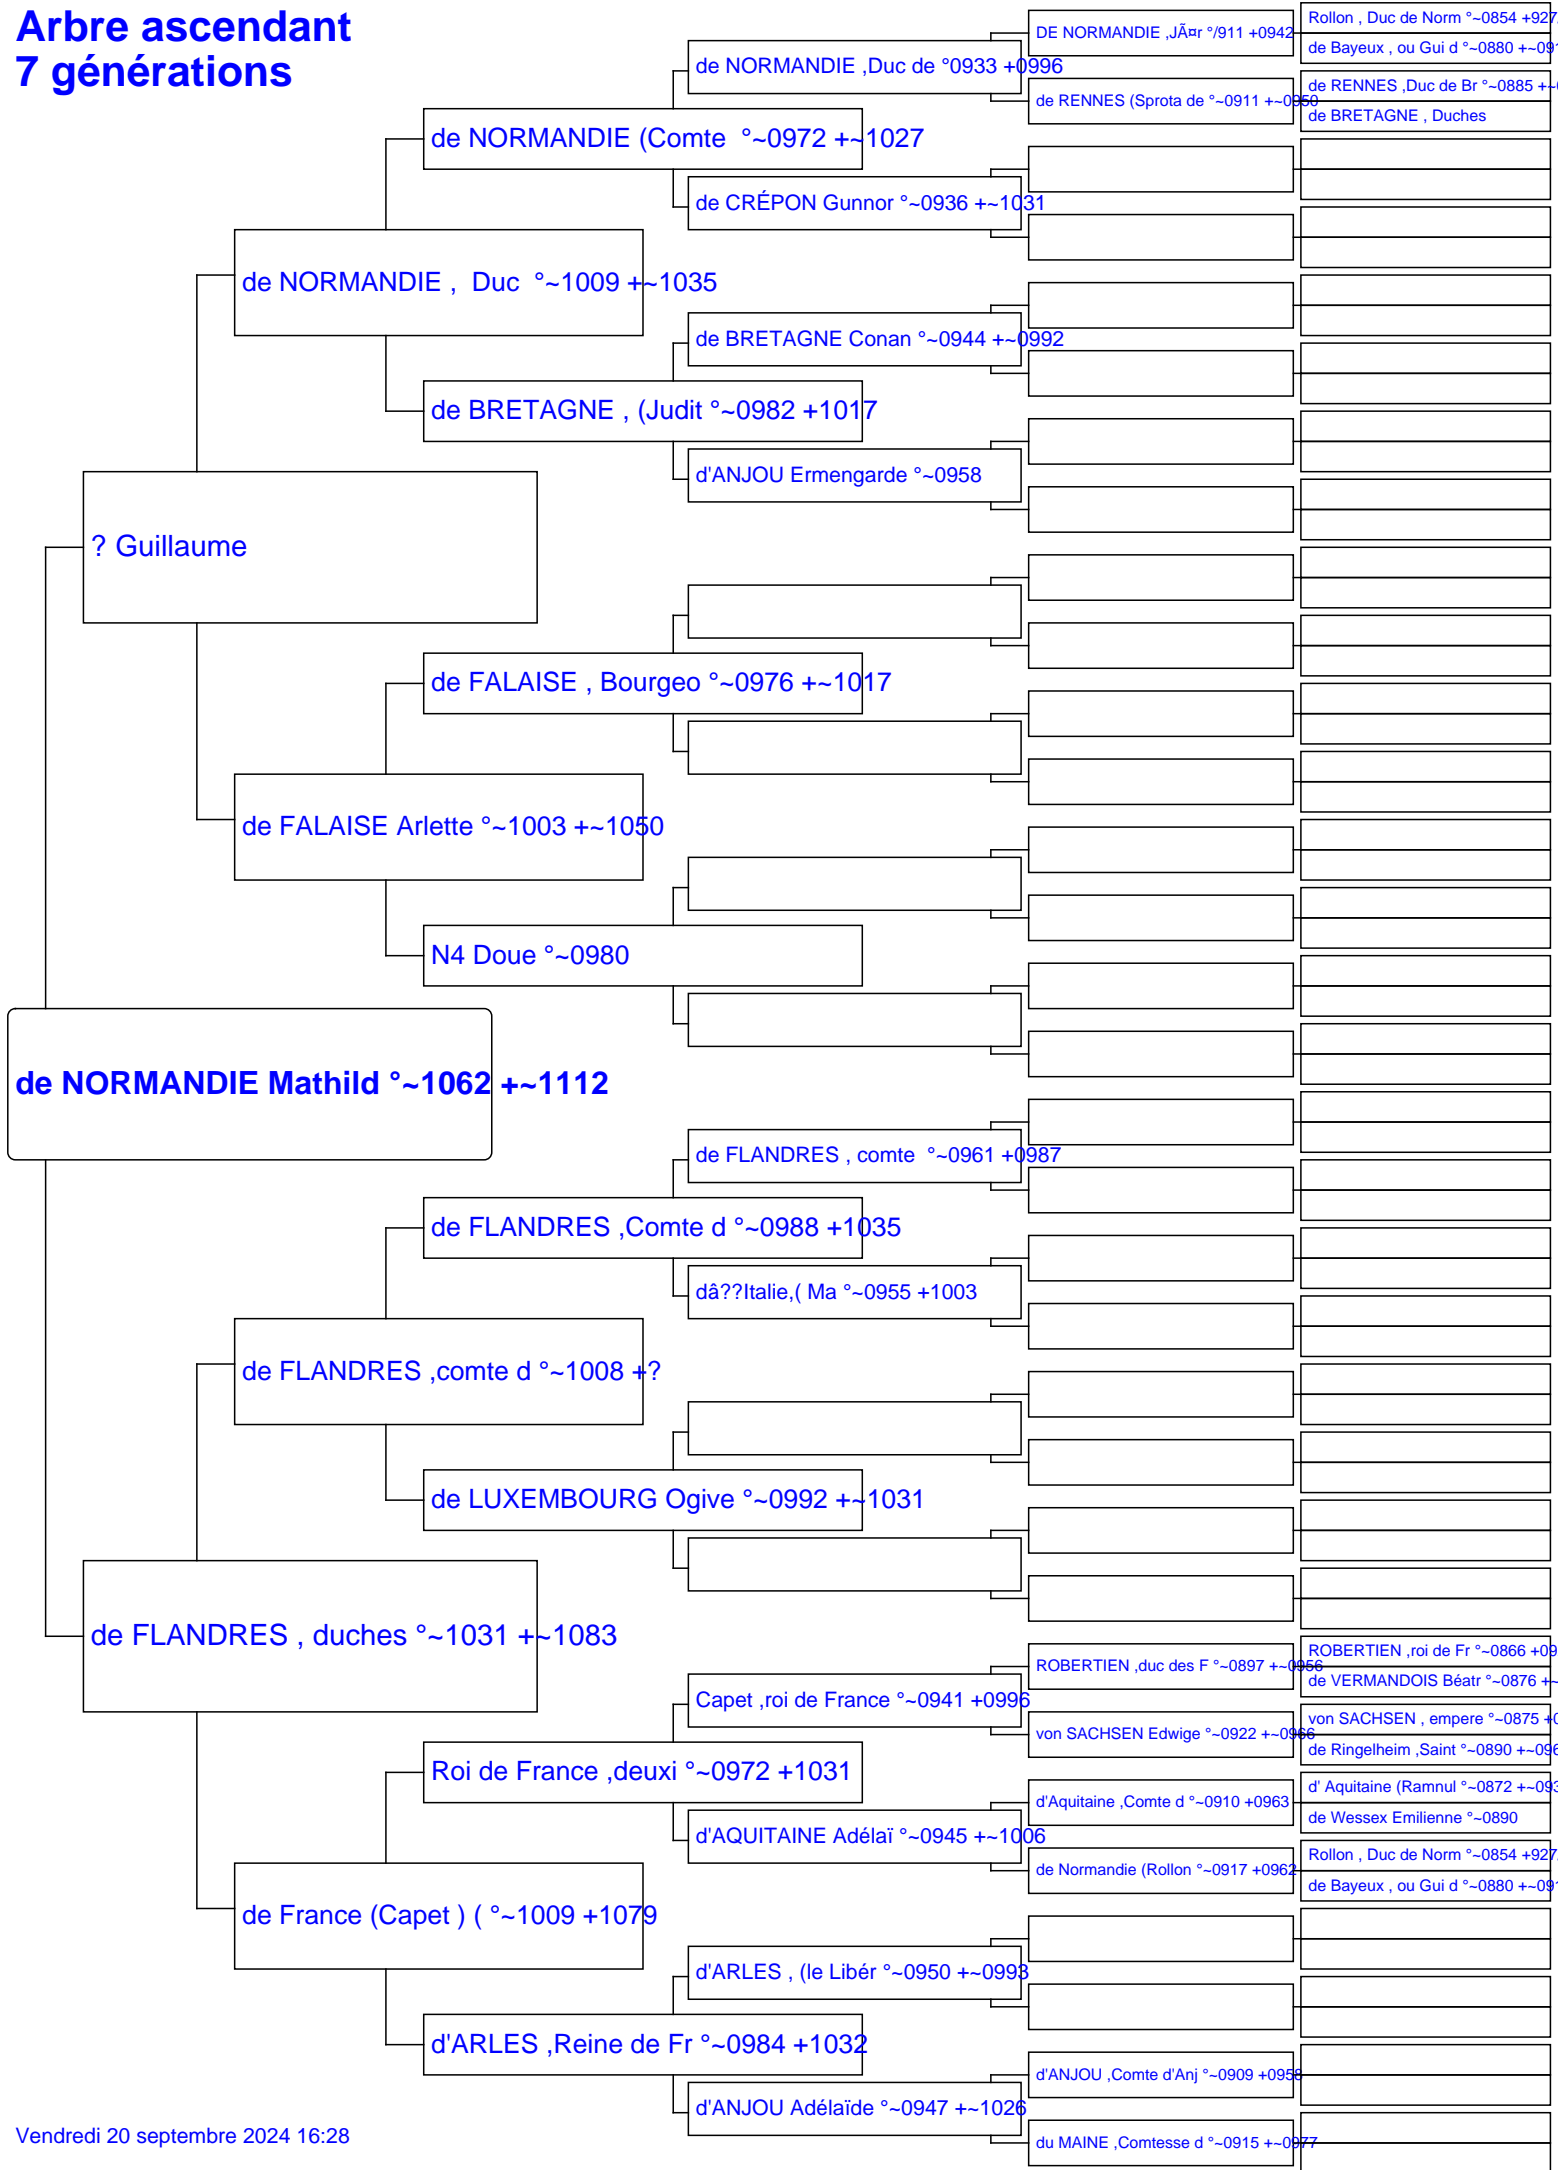 Arbre ascendant
7 générations
DE NORMANDIE ,JÃ¤r °/911 +0942
Rollon , Duc de Norm °~0854 +927
de Bayeux , ou Gui d °~0880 +~091
de NORMANDIE ,Duc de °0933 +0996
de RENNES (Sprota de °~0911 +~0950
de RENNES ,Duc de Br °~0885 +~0
de BRETAGNE , Duches
de NORMANDIE (Comte °~0972 +~1027
de CRÉPON Gunnor °~0936 +~1031
de NORMANDIE , Duc °~1009 +~1035
de BRETAGNE Conan °~0944 +~0992
de BRETAGNE , (Judit °~0982 +1017
d'ANJOU Ermengarde °~0958
? Guillaume
de FALAISE , Bourgeo °~0976 +~1017
de FALAISE Arlette °~1003 +~1050
N4 Doue °~0980
de NORMANDIE Mathild °~1062 +~1112
de FLANDRES , comte °~0961 +0987
de FLANDRES ,Comte d °~0988 +1035
dâ??Italie,( Ma °~0955 +1003
de FLANDRES ,comte d °~1008 +?
de LUXEMBOURG Ogive °~0992 +~1031
de FLANDRES , duches °~1031 +~1083
ROBERTIEN ,duc des F °~0897 +~0956
ROBERTIEN ,roi de Fr °~0866 +09
de VERMANDOIS Béatr °~0876 +~
Capet ,roi de France °~0941 +0996
von SACHSEN Edwige °~0922 +~0966
von SACHSEN , empere °~0875 +0
de Ringelheim ,Saint °~0890 +~096
Roi de France ,deuxi °~0972 +1031
d'Aquitaine ,Comte d °~0910 +0963
d' Aquitaine (Ramnul °~0872 +~093
de Wessex Emilienne °~0890
d'AQUITAINE Adélaï °~0945 +~1006
de Normandie (Rollon °~0917 +0962
Rollon , Duc de Norm °~0854 +927
de Bayeux , ou Gui d °~0880 +~091
de France (Capet ) ( °~1009 +1079
d'ARLES , (le Libér °~0950 +~0993
d'ARLES ,Reine de Fr °~0984 +1032
d'ANJOU ,Comte d'Anj °~0909 +0958
d'ANJOU Adélaïde °~0947 +~1026
du MAINE ,Comtesse d °~0915 +~0977
Vendredi 20 septembre 2024 16:28